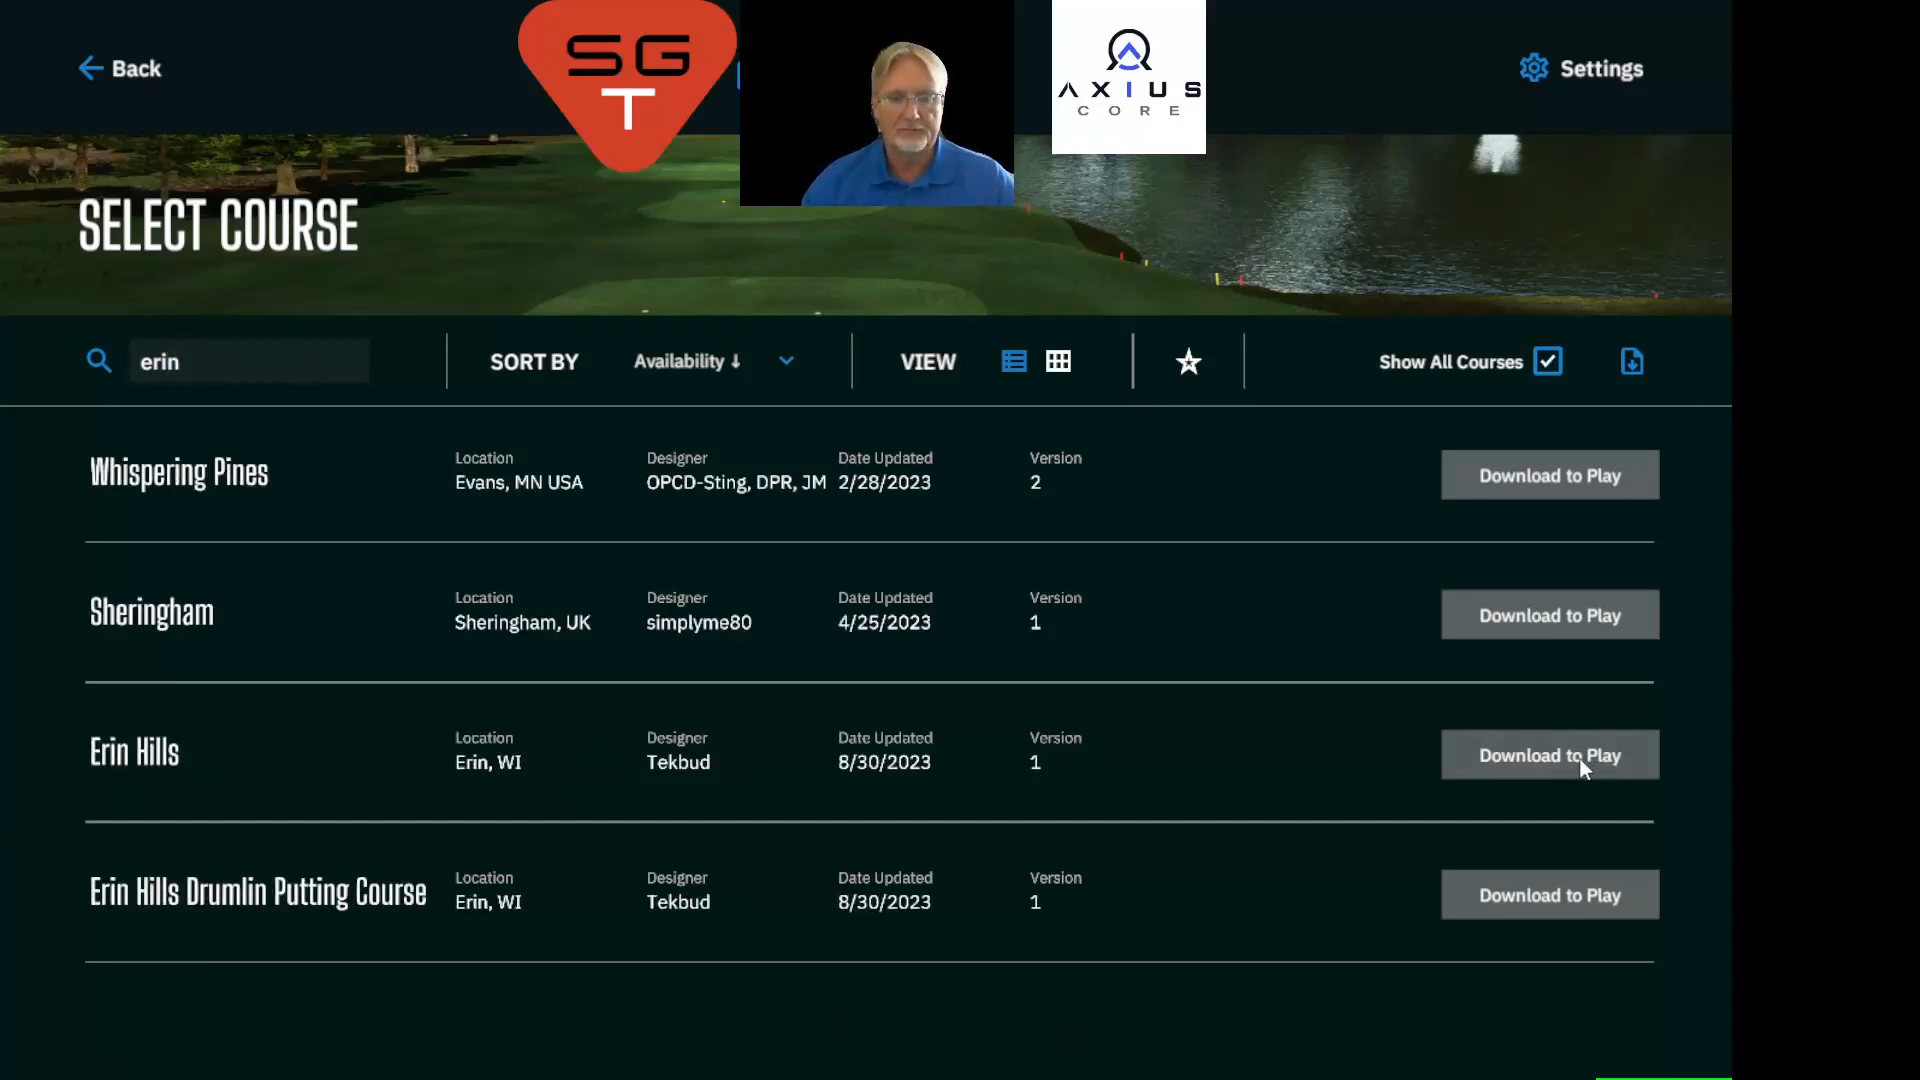 Back
SG
T
AXIUS
CORE
Settings
SELECT COURSE
erin
SORT BY
Availability ↓
VIEW
Show All Courses
Whispering Pines
Location
Evans, MN USA
Designer
OPCD-Sting, DPR, JM
Date Updated
2/28/2023
Version
2
Download to Play
Sheringham
Location
Sheringham, UK
Designer
simplyme80
Date Updated
4/25/2023
Version
1
Download to Play
Erin Hills
Location
Erin, WI
Designer
Tekbud
Date Updated
8/30/2023
Version
1
Download to Play
Erin Hills Drumlin Putting Course
Location
Erin, WI
Designer
Tekbud
Date Updated
8/30/2023
Version
1
Download to Play